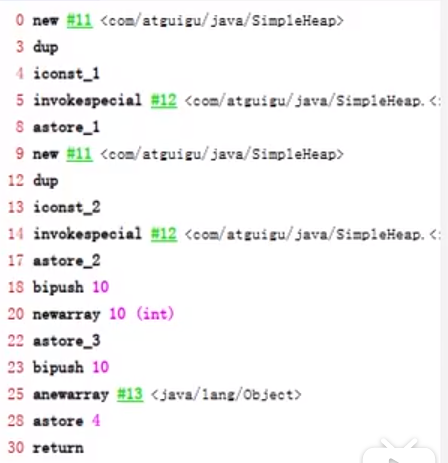 0 new #11 <com/atguigu/java/SimpleHeap>
3 dup
4 iconst_1
5 invokespecial #12 <com/atguigu/java/SimpleHeap.<
8 astore_1
9 new #11 <com/atguigu/java/SimpleHeap>
12 dup
13 iconst_2
14 invokespecial #12 <com/atguigu/java/SimpleHeap.<
17 astore_2
18 bipush 10
20 newarray 10 (int)
22 astore_3
23 bipush 10
25 anewarray #13 <java/lang/Object>
28 astore 4
30 return